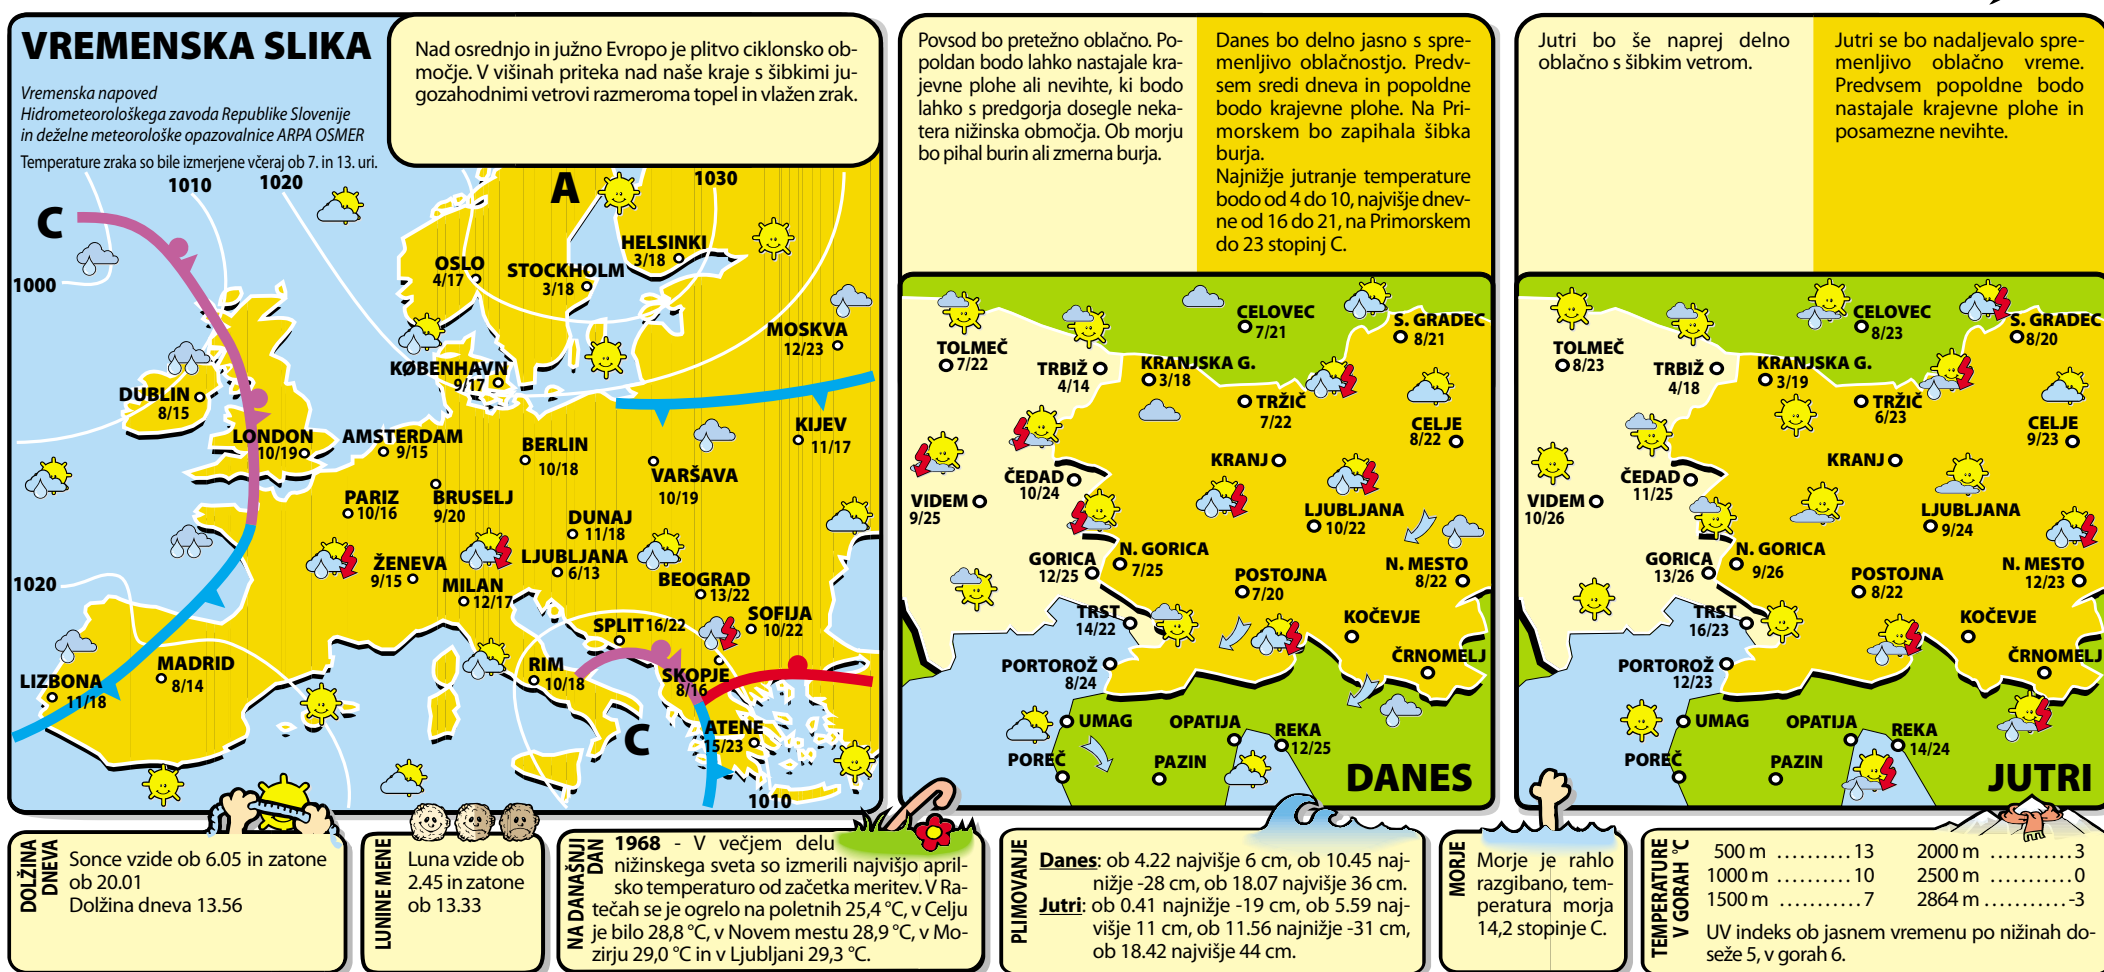 VREMENSKA SLIKA
Vremenska napoved
Hidrometeorološkega zavoda Republike Slovenije
in deželne meteorološke opazovalnice ARPA OSMER
Temperature zraka so bile izmerjene včeraj ob 7. in 13. uri.
Nad osrednjo in južno Evropo je plitvo ciklonsko ob-
močje. V višinah priteka nad naše kraje s šibkimi ju-
gozahodnimi vetrovi razmeroma topel in vlažen zrak.
1010
1020
A
1030
C
1000
HELSINKI
3/18
OSLO
4/17
STOCKHOLM
3/18
MOSKVA
12/23
KØBENHAVN
9/17
DUBLIN
8/15
LONDON
10/19
AMSTERDAM
9/15
BERLIN
10/18
KIJEV
11/17
VARŠAVA
10/19
PARIZ
10/16
BRUSELJ
9/20
DUNAJ
11/18
ŽENEVA
9/15
LJUBLJANA
6/13
MILAN
12/17
BEOGRAD
13/22
1020
SPLIT 16/22
SOFIJA
10/22
MADRID
8/14
LIZBONA
11/18
RIM
10/18
SKOPJE
8/16
C
ATENE
15/23
1010
Povsod bo pretežno oblačno. Po-
poldan bodo lahko nastajale kra-
jevne plohe ali nevihte, ki bodo
lahko s predgorja dosegle neka-
tera nižinska območja. Ob morju
bo pihal burin ali zmerna burja.
Danes bo delno jasno s spre-
menljivo oblačnostjo. Predv-
sem sredi dneva in popoldne
bodo krajevne plohe. Na Pri-
morskem bo zapihala šibka
burja.
Najnižje jutranje temperature
bodo od 4 do 10, najvišje dnev-
ne od 16 do 21, na Primorskem
do 23 stopinj C.
CELOVEC
7/21
S. GRADEC
8/21
TOLMEČ
7/22
TRBIŽ
4/14
KRANJSKA G.
3/18
TRŽIČ
7/22
CELJE
8/22
KRANJ
ČEDAD
10/24
VIDEM
9/25
LJUBLJANA
10/22
GORICA
12/25
N. GORICA
7/25
POSTOJNA
7/20
N. MESTO
8/22
TRST
14/22
KOČEVJE
PORTOROŽ
8/24
ČRNOMELJ
UMAG
OPATIJA
REKA
12/25
POREČ
PAZIN
DANES
Jutri bo še naprej delno
oblačno s šibkim vetrom.
Jutri se bo nadaljevalo spre-
menljivo oblačno vreme.
Predvsem popoldne bodo
nastajale krajevne plohe in
posamezne nevihte.
CELOVEC
8/23
S. GRADEC
8/20
TOLMEČ
8/23
TRBIŽ
4/18
KRANJSKA G.
3/19
TRŽIČ
6/23
CELJE
9/23
KRANJ
ČEDAD
11/25
VIDEM
10/26
LJUBLJANA
9/24
GORICA
13/26
N. GORICA
9/26
POSTOJNA
8/22
N. MESTO
12/23
TRST
16/23
KOČEVJE
PORTOROŽ
12/23
ČRNOMELJ
UMAG
OPATIJA
REKA
14/24
POREČ
PAZIN
JUTRI
DOLŽINA
DNEVA
Sonce vzide ob 6.05 in zatone
ob 20.01
Dolžina dneva 13.56
LUNINE MENE
Luna vzide ob
2.45 in zatone
ob 13.33
NA DANAŠNJI
DAN
1968 - V večjem delu
nižinskega sveta so izmerili najvišjo april-
sko temperaturo od začetka meritev. V Ra-
tečah se je ogrelo na poletnih 25,4 °C, v Celju
je bilo 28,8 °C, v Novem mestu 28,9 °C, v Mo-
zirju 29,0 °C in v Ljubljani 29,3 °C.
PLIMOVANJE
Danes: ob 4.22 najvišje 6 cm, ob 10.45 naj-
nižje -28 cm, ob 18.07 najvišje 36 cm.
Jutri: ob 0.41 najnižje -19 cm, ob 5.59 naj-
višje 11 cm, ob 11.56 najnižje -31 cm,
ob 18.42 najvišje 44 cm.
MORJE
Morje je rahlo
razgibano, tem-
peratura morja
14,2 stopinje C.
TEMPERATURE
V GORAH °C
500 m .......... 13
1000 m .......... 10
1500 m .......... 7
2000 m .......... 3
2500 m .......... 0
2864 m .......... -3
UV indeks ob jasnem vremenu po nižinah do-
seže 5, v gorah 6.